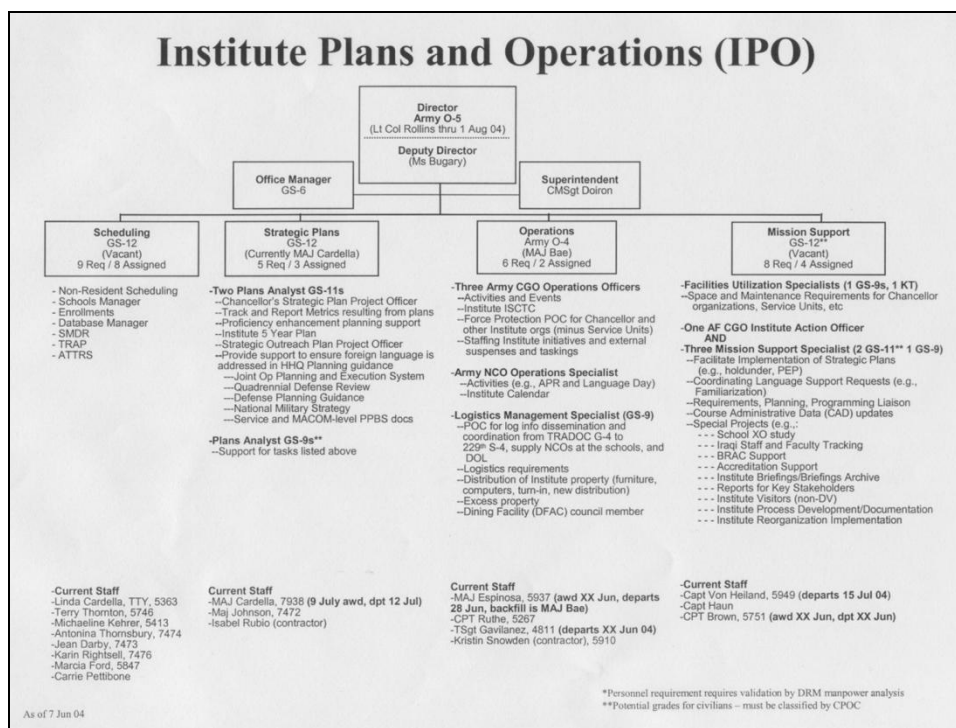 Institute Plans and Operations (IPO)
Director
Army O-5
(Lt Col Rollins thru 1 Aug 04)
Deputy Director
(Ms Bugary)
Office Manager
GS-6
Superintendent
CMSgt Doiron
Scheduling
GS-12
(Vacant)
9 Req / 8 Assigned
-Non-Resident Scheduling
- Schools Manager
- Enrollments
- Database Manager
- SMDR
- TRAP
- ATTRS
-Current Staff
-Linda Cardella, TTY, 5363
-Terry Thornton, 5746
-Michaeline Kehrer, 5413
-Antonina Thornsbury, 7474
-Jean Darby, 7473
-Karin Rightsell, 7476
-Marcia Ford, 5847
-Carrie Pettibone
Strategic Plans
GS-12
(Currently MAJ Cardella)
5 Req / 3 Assigned
-Two Plans Analyst GS-11s
--Chancellor's Strategic Plan Project Officer
--Track and Report Metrics resulting from plans
--Proficiency enhancement planning support
--Institute 5 Year Plan
--Strategic Outreach Plan Project Officer
--Provide support to ensure foreign language is
addressed in HHQ Planning guidance
---Joint Op Planning and Execution System
---Quadrennial Defense Review
---Defense Planning Guidance
---National Military Strategy
---Service and MACOM-level PPBS docs
-Plans Analyst GS-9s**
--Support for tasks listed above
Current Staff
-MAJ Cardella, 7938 (9 July awd, dpt 12 Jul)
-Maj Johnson, 7472
-Isabel Rubio (contractor)
Operations
Army O-4
(MAJ Bae)
6 Req / 2 Assigned
-Three Army CGO Operations Officers
--Activities and Events
--Institute ISCTC
--Force Protection POC for Chancellor and
other Institute orgs (minus Service Units)
--Staffing Institute initiatives and external
suspenses and taskings
-Army NCO Operations Specialist
--Activities (e.g., APR and Language Day)
--Institute Calendar
-Logistics Management Specialist (GS-9)
--POC for log info dissemination and
coordination from TRADOC G-4 to
229th S-4, supply NCOs at the schools, and
DOL
--Logistics requirements
--Distribution of Institute property (furniture,
computers, turn-in, new distribution)
--Excess property
--Dining Facility (DFAC) council member
-Current Staff
-MAJ Espinosa, 5937 (awd XX Jun, departs
28 Jun, backfill is MAJ Bae)
-CPT Ruthe, 5267
-TSgt Gavilanez, 4811 (departs XX Jun 04)
-Kristin Snowden (contractor), 5910
Mission Support
GS-12**
(Vacant)
8 Req / 4 Assigned
-Facilities Utilization Specialists (1 GS-9s, 1 KT)
--Space and Maintenance Requirements for Chancellor
organizations, Service Units, etc
-One AF CGO Institute Action Officer
AND
-Three Mission Support Specialist (2 GS-11** 1 GS-9)
--Facilitate Implementation of Strategic Plans
(e.g., holdunder, PEP)
--Coordinating Language Support Requests (e.g.,
Familiarization)
--Requirements, Planning, Programming Liaison
--Course Administrative Data (CAD) updates
--Special Projects (e.g.,:
- - - School XO study
- - - Iraqi Staff and Faculty Tracking
- - - BRAC Support
- - - Accreditation Support
- - - Institute Briefings/Briefings Archive
- - - Reports for Key Stakeholders
- - - Institute Visitors (non-DV)
- - - Institute Process Development/Documentation
- - - Institute Reorganization Implementation
-Current Staff
-Capt Von Heiland, 5949 (departs 15 Jul 04)
-Capt Haun
-CPT Brown, 5751 (awd XX Jun, dpt XX Jun)
*Personnel requirement requires validation by DRM manpower analysis
**Potential grades for civilians – must be classified by CPOC
As of 7 Jun 04